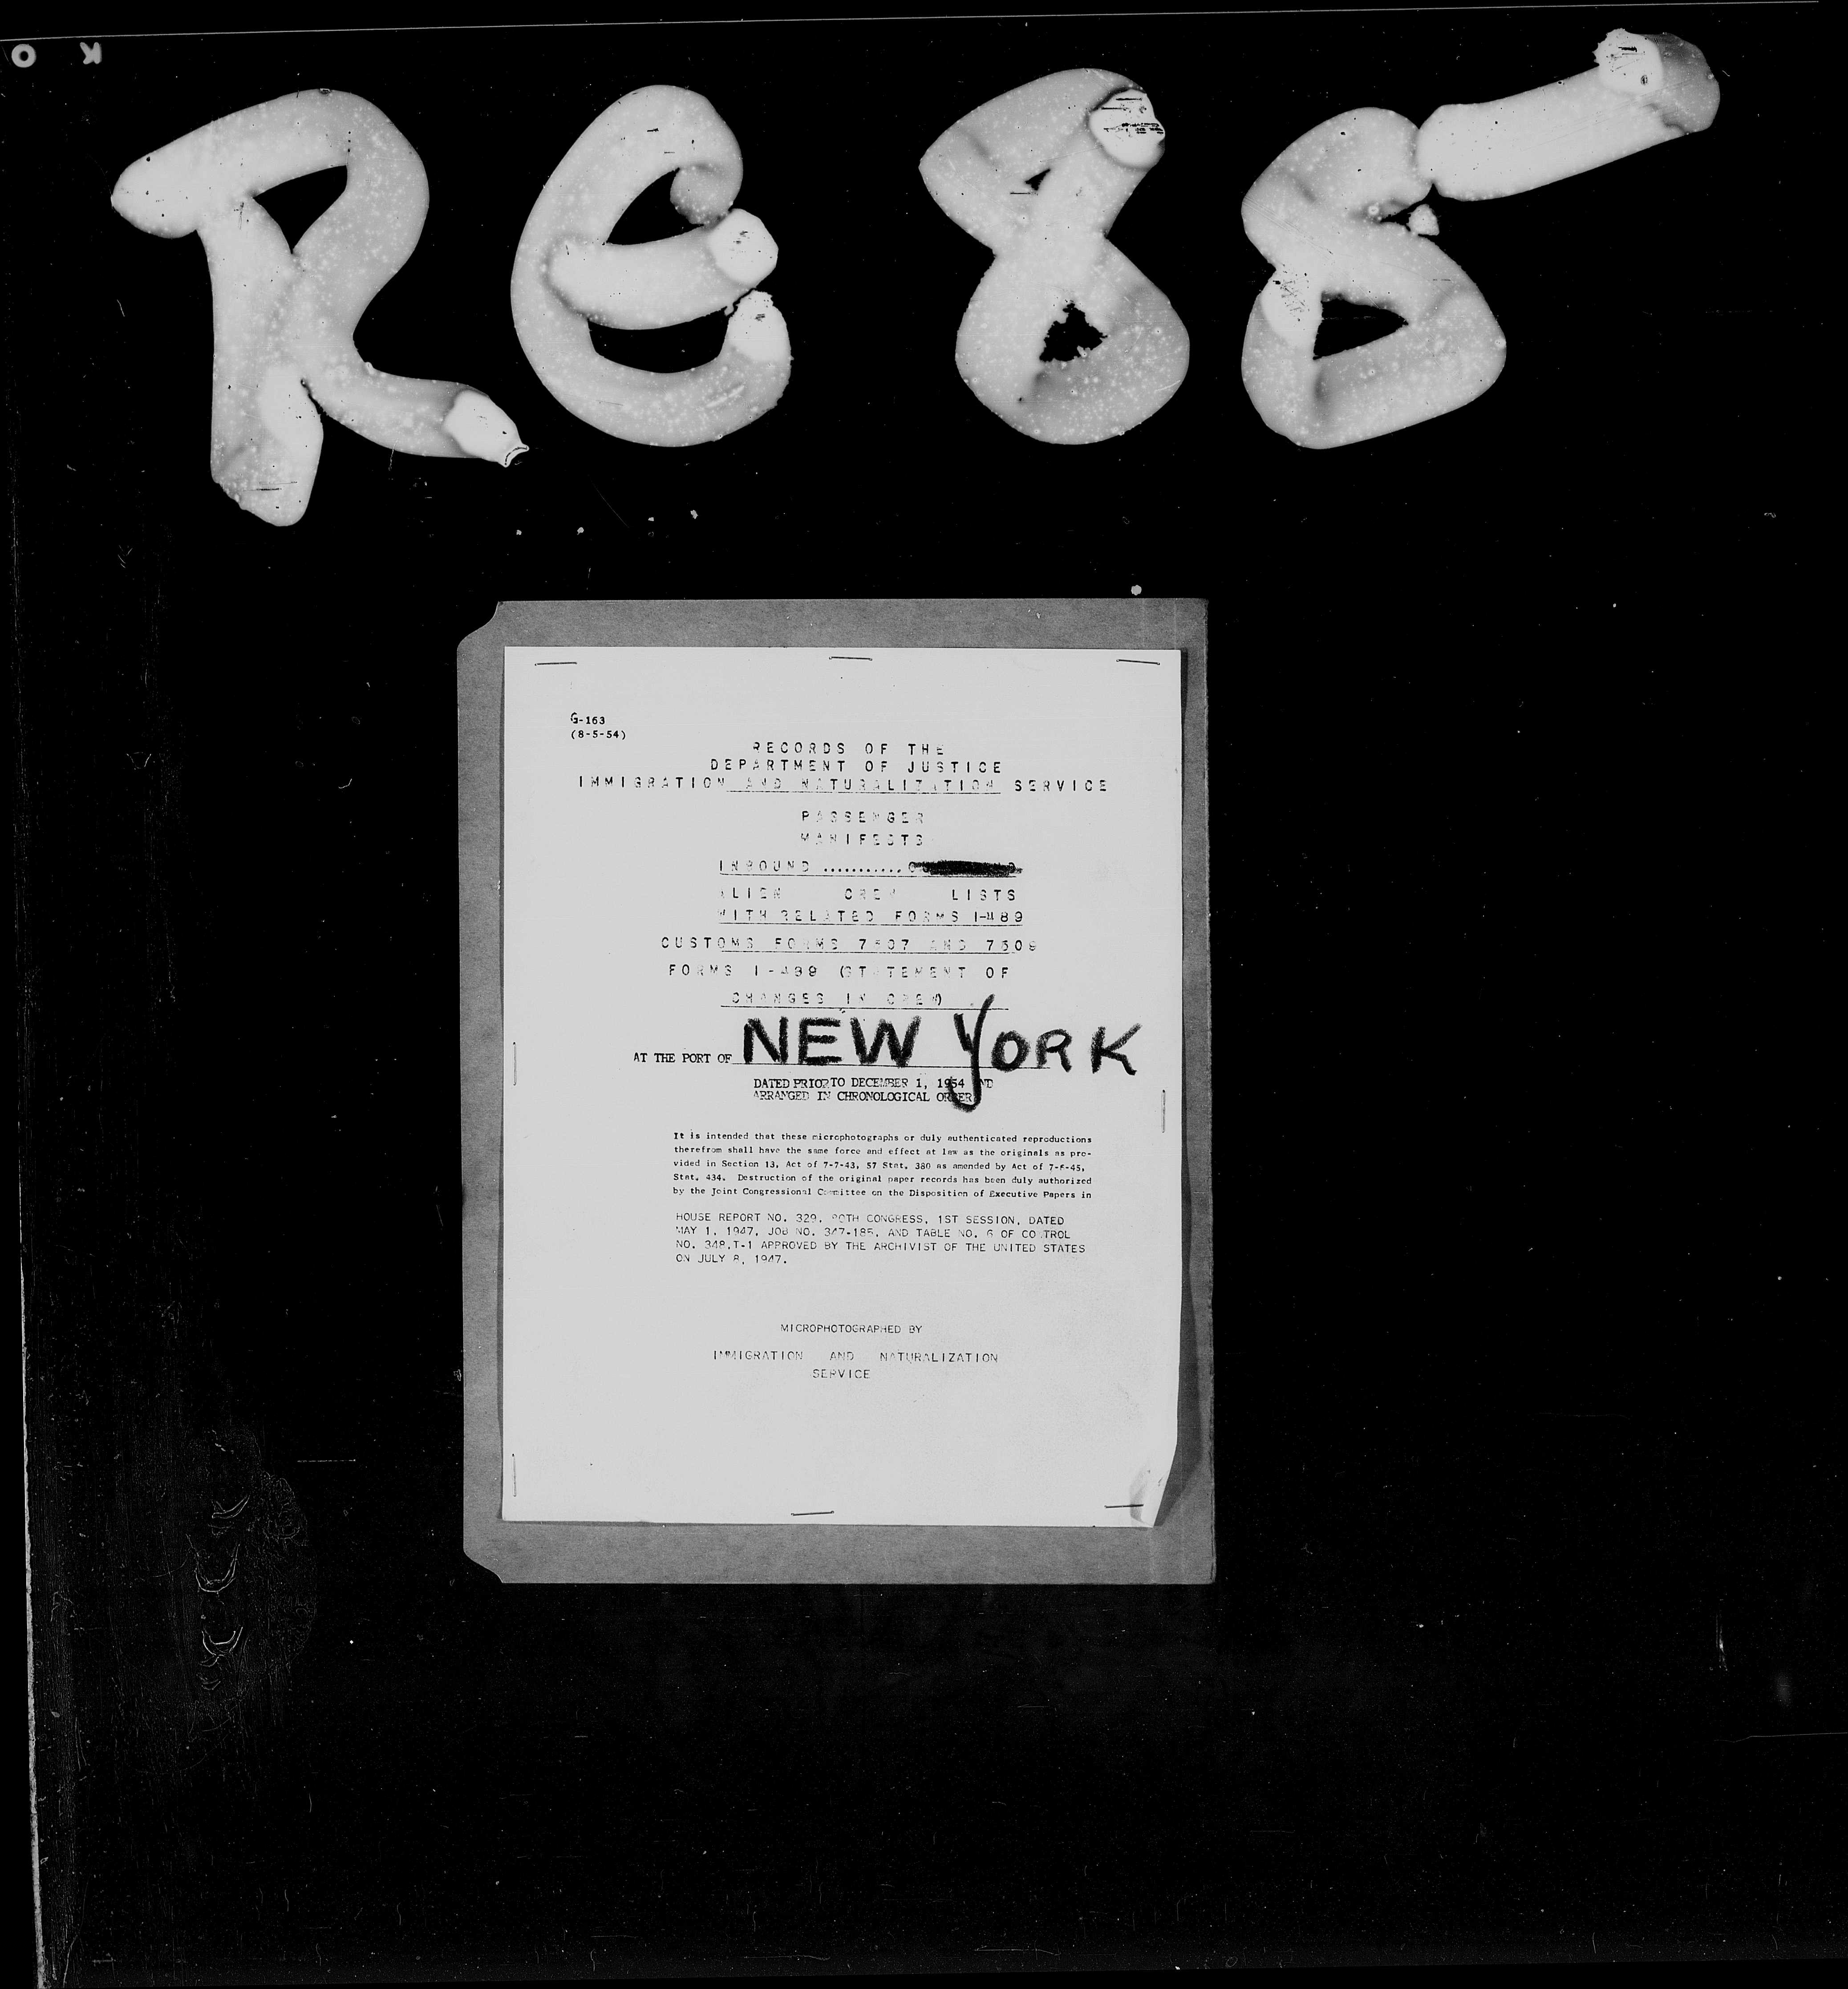 O K
RG 85
G-163
(8-5-54)
RECORDS OF THE
DEPARTMENT OF JUSTICE
IMMIGRATION AND NATURALIZATION SERVICE
PASSENGER
MANIFESTS
INBOUND ...........
ALIEN CREW LISTS
WITH RELATED FORMS I-489
CUSTOMS FORMS 7507 AND 7509
FORMS I-489 (STATEMENT OF
CHANGES IN CREW)
AT THE PORT OF NEW YORK
DATED PRIOR TO DECEMBER 1, 1954 AND
ARRANGED IN CHRONOLOGICAL ORDER
It is intended that these microphotographs or duly authenticated reproductions
therefrom shall have the same force and effect at law as the originals as pro-
vided in Section 13, Act of 7-7-43, 57 Stat. 380 as amended by Act of 7-6-45,
Stat. 434. Destruction of the original paper records has been duly authorized
by the Joint Congressional Committee on the Disposition of Executive Papers in
HOUSE REPORT NO. 329, 80TH CONGRESS, 1ST SESSION, DATED
MAY 1, 1947, JOB NO. 347-185, AND TABLE NO. 6 OF CONTROL
NO. 348,T-1 APPROVED BY THE ARCHIVIST OF THE UNITED STATES
ON JULY 8, 1947.
MICROPHOTOGRAPHED BY
IMMIGRATION AND NATURALIZATION
SERVICE